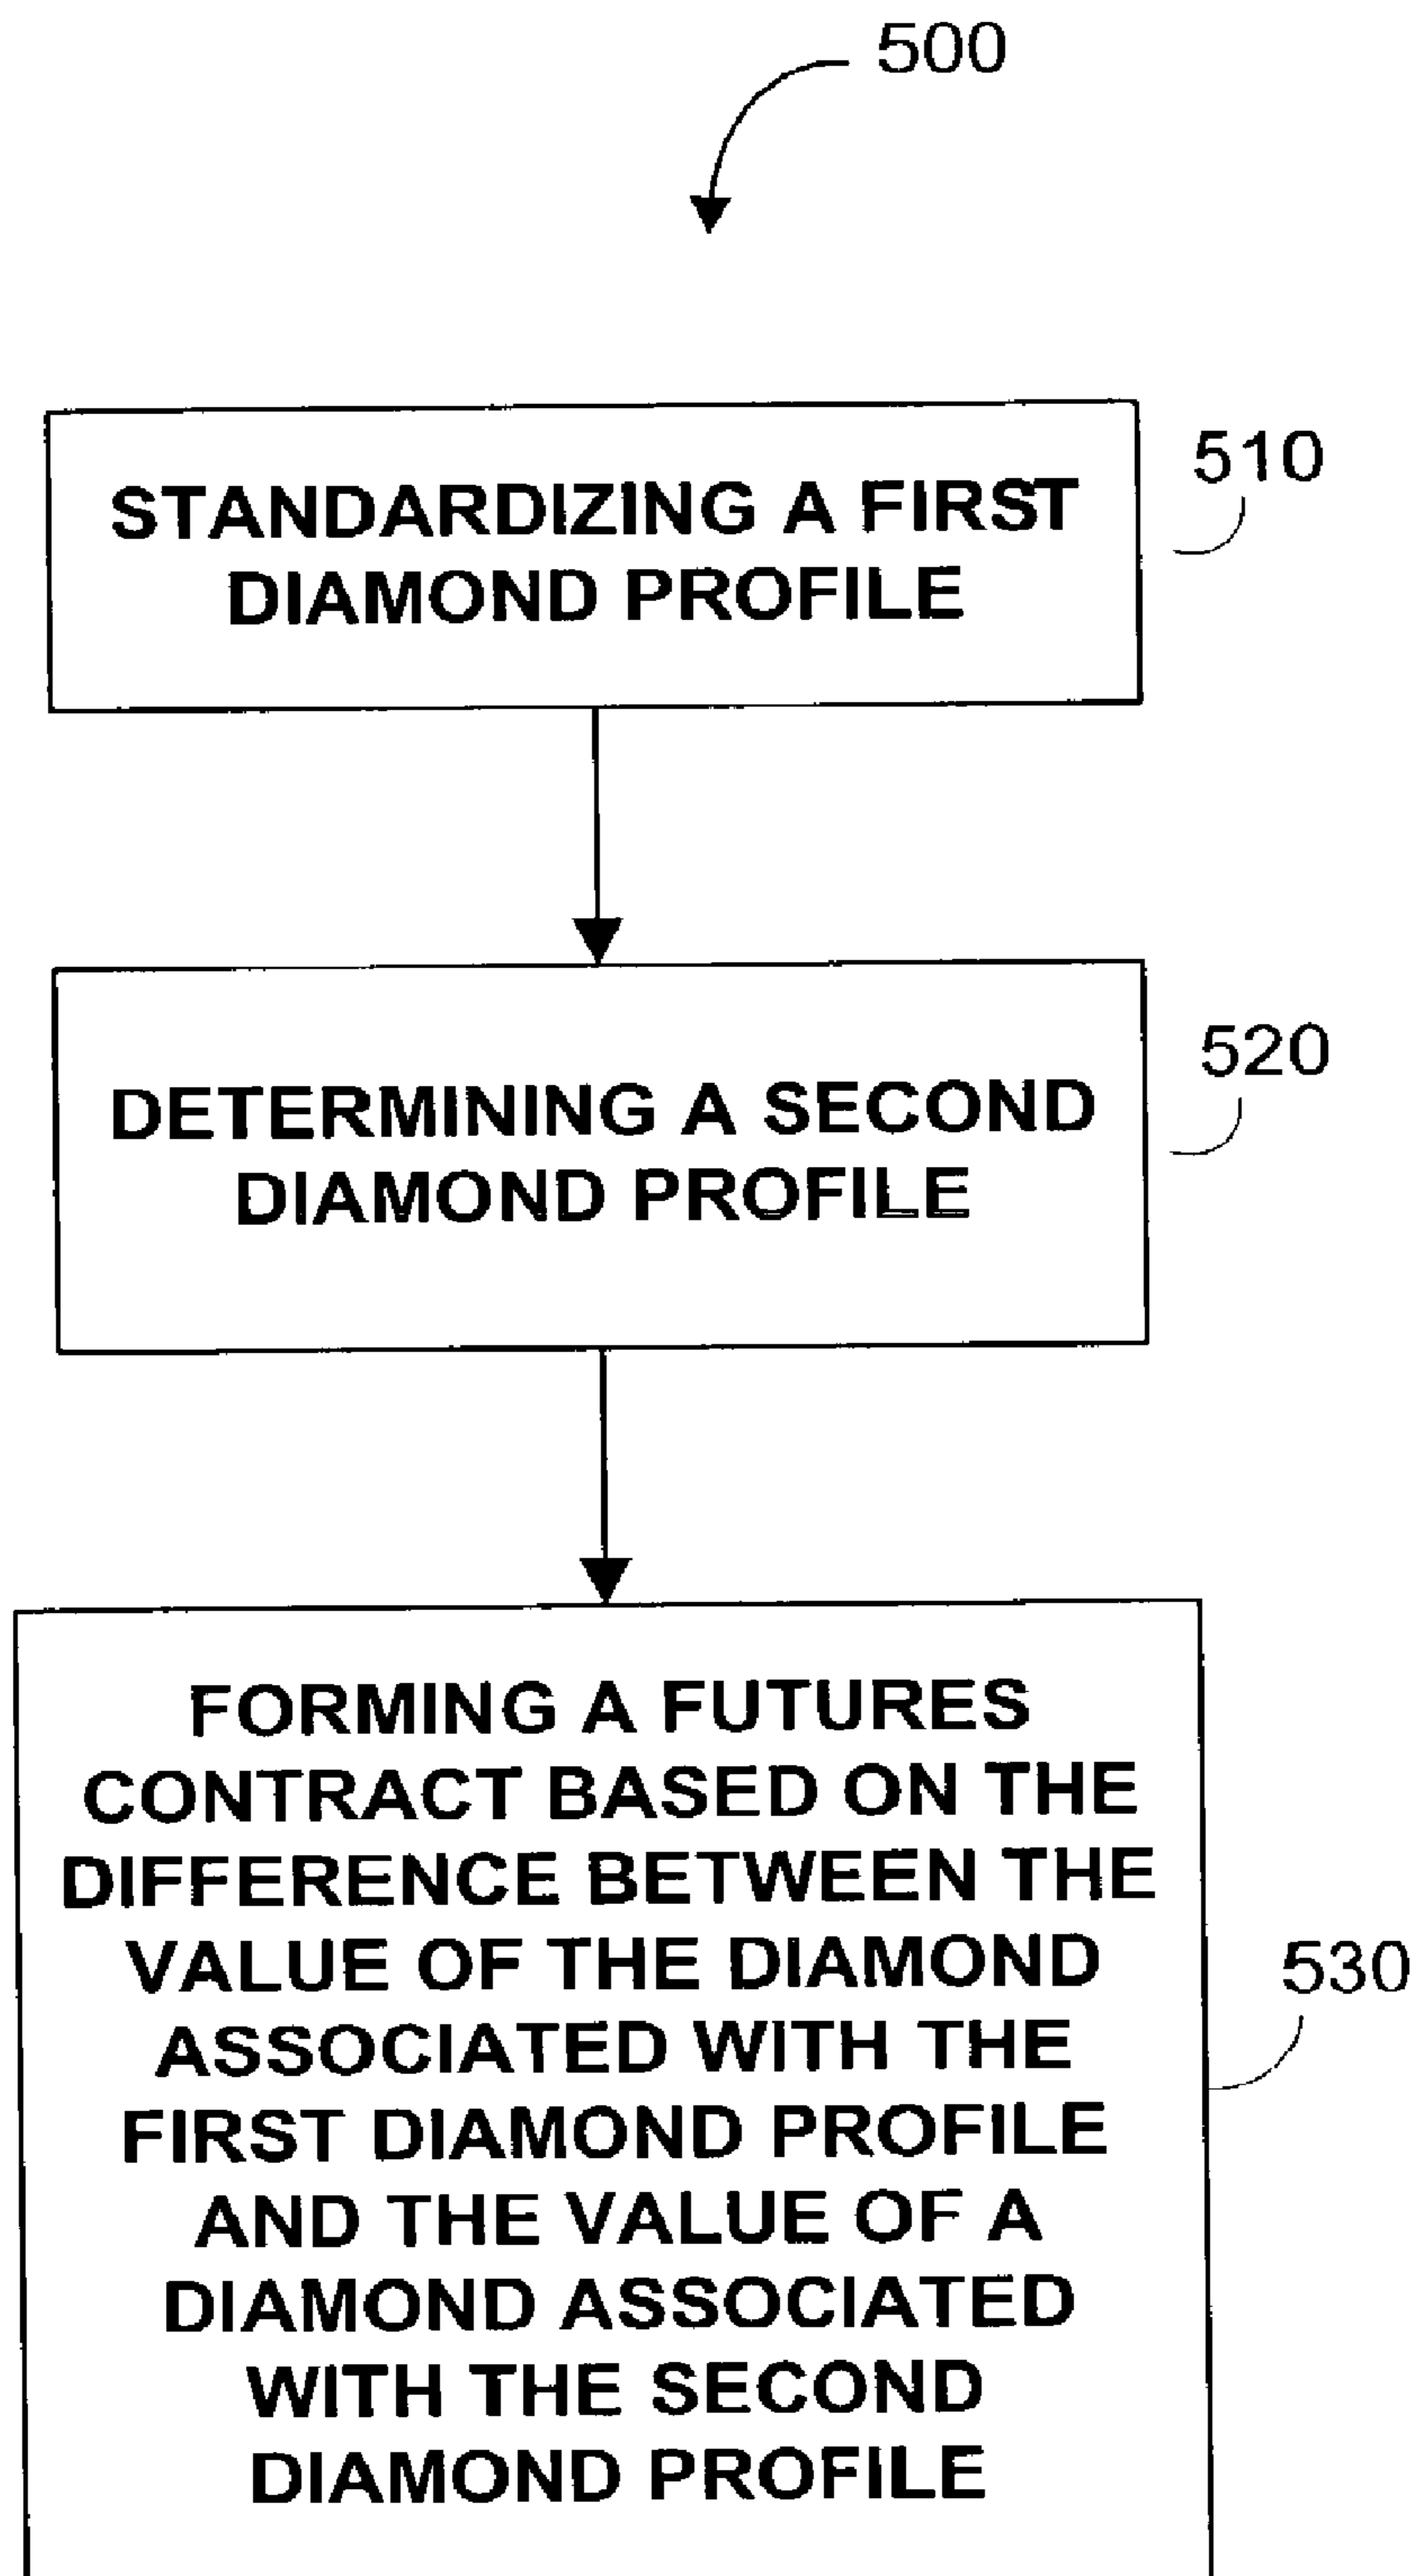 500
STANDARDIZING A FIRST
DIAMOND PROFILE
510
DETERMINING A SECOND
DIAMOND PROFILE
520
FORMING A FUTURES
CONTRACT BASED ON THE
DIFFERENCE BETWEEN THE
VALUE OF THE DIAMOND
ASSOCIATED WITH THE
FIRST DIAMOND PROFILE
AND THE VALUE OF A
DIAMOND ASSOCIATED
WITH THE SECOND
DIAMOND PROFILE
530